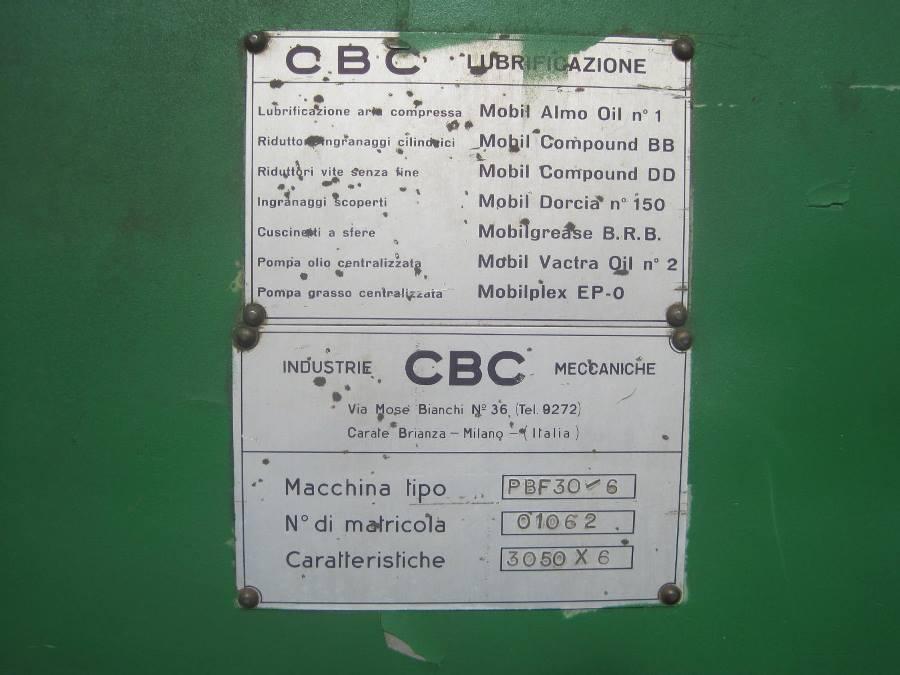 CBC LUBRIFICAZIONE
Lubrificazione aria compressa Mobil Almo Oil n° 1
Riduttori ingranaggi cilindrici Mobil Compound BB
Riduttori vite senza fine Mobil Compound DD
Ingranaggi scoperti Mobil Dorcia n° 150
Cuscinetti a sfere Mobilgrease B.R.B.
Pompa olio centralizzata Mobil Vactra Oil n° 2
Pompa grasso centralizzata Mobilplex EP-0
INDUSTRIE CBC MECCANICHE
Via Mosè Bianchi N° 36 (Tel. 9272)
Carate Brianza - Milano - (Italia)
Macchina tipo PBF30-6
N° di matricola 01062
Caratteristiche 3050 X 6